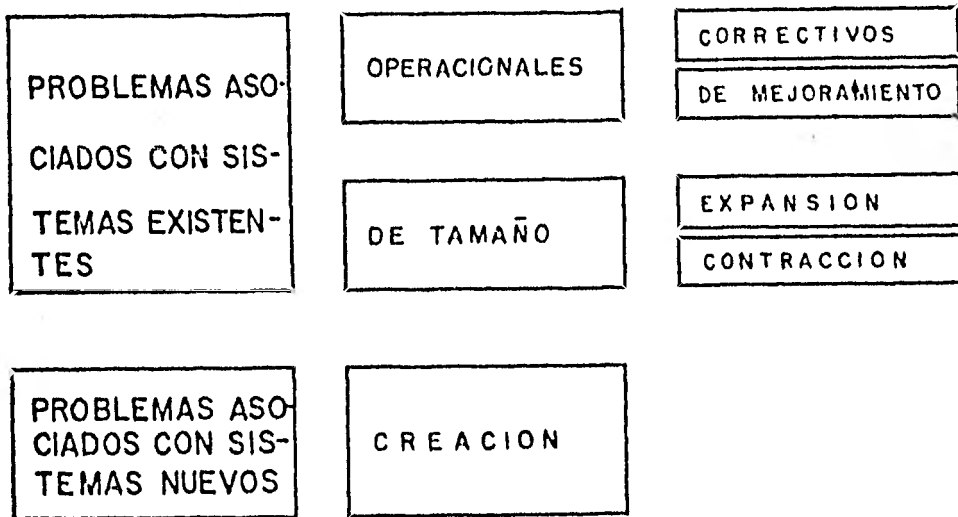 PROBLEMAS ASO-
CIADOS CON SIS-
TEMAS EXISTEN-
TES
OPERACIONALES
CORRECTIVOS
DE MEJORAMIENTO
DE TAMAÑO
EXPANSION
CONTRACCION
PROBLEMAS ASO-
CIADOS CON SIS-
TEMAS NUEVOS
CREACION